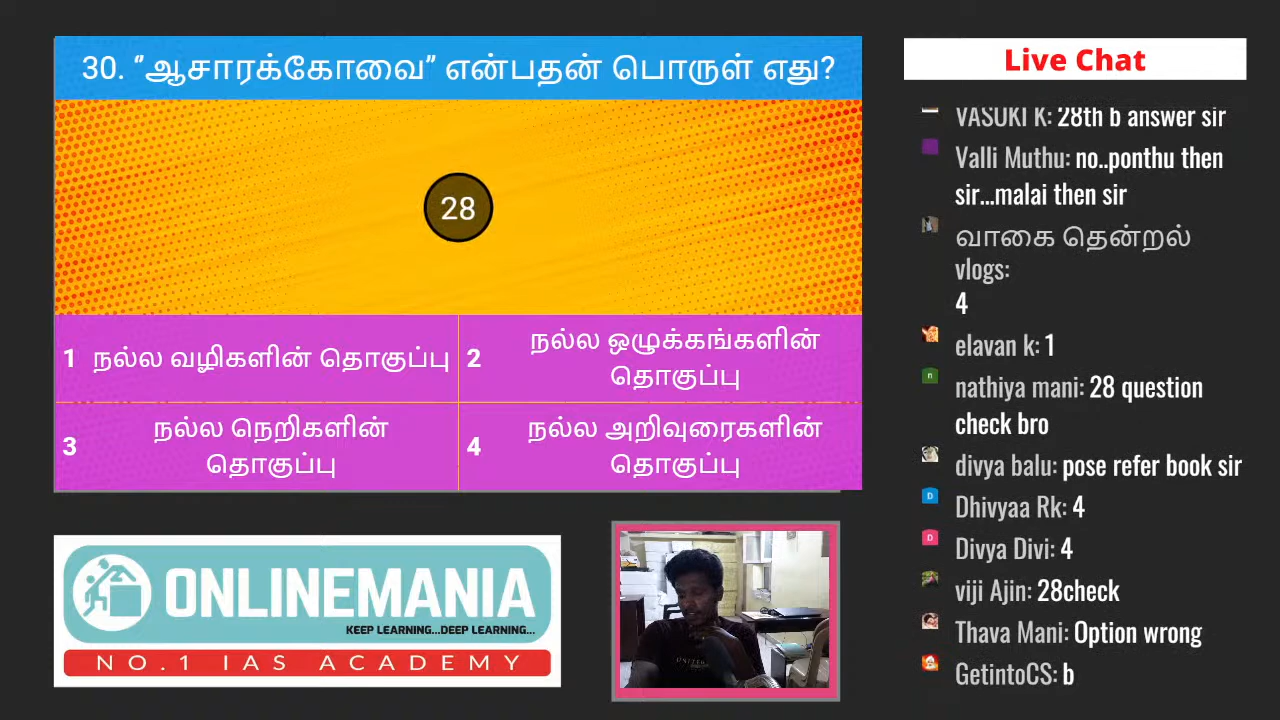 30. “ஆசாரக்கோவை” என்பதன் பொருள் எது?
28
1 நல்ல வழிகளின் தொகுப்பு
2 நல்ல ஒழுக்கங்களின்
தொகுப்பு
3 நல்ல நெறிகளின்
தொகுப்பு
4 நல்ல அறிவுரைகளின்
தொகுப்பு
ONLINEMANIA
KEEP LEARNING...DEEP LEARNING...
NO.1 IAS ACADEMY
Live Chat
VASUKI K: 28th b answer sir
Valli Muthu: no..ponthu then
sir...malai then sir
வாகை தென்றல்
vlogs:
4
elavan k: 1
nathiya mani: 28 question
check bro
divya balu: pose refer book sir
Dhivyaa Rk: 4
Divya Divi: 4
viji Ajin: 28check
Thava Mani: Option wrong
GetintoCS: b